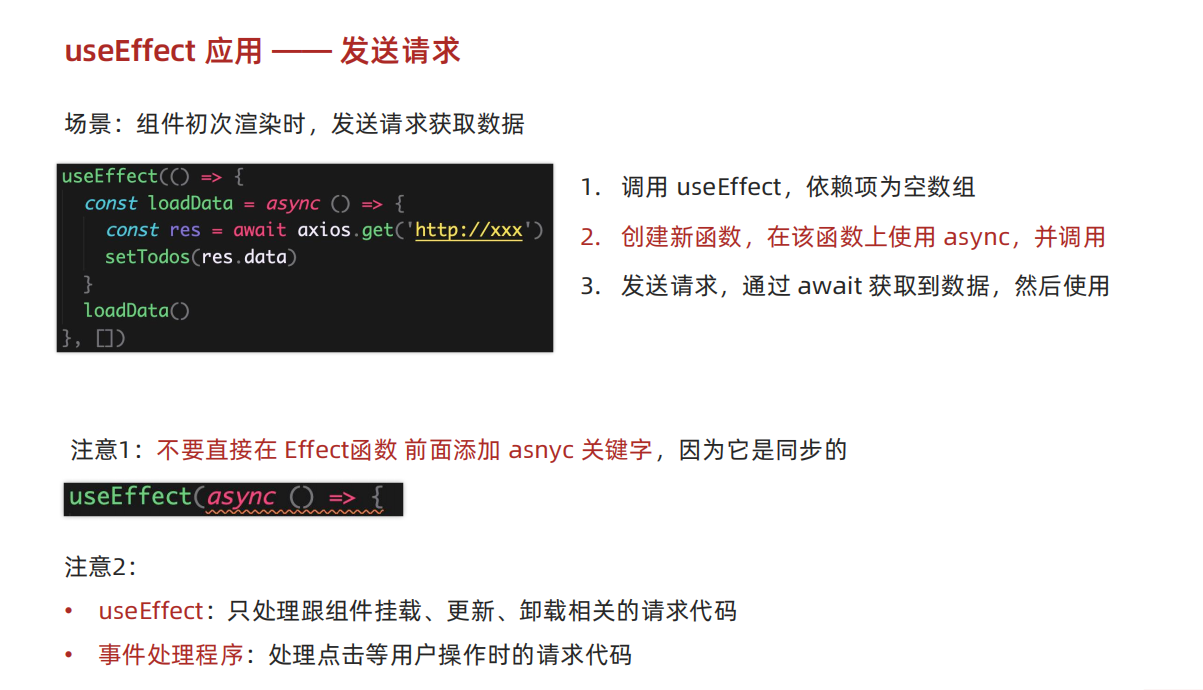 useEffect 应用 —— 发送请求
场景：组件初次渲染时，发送请求获取数据
useEffect(() => {
const loadData = async () => {
const res = await axios.get('http://xxx')
setTodos(res.data)
}
loadData()
}, [])
1. 调用 useEffect，依赖项为空数组
2. 创建新函数，在该函数上使用 async，并调用
3. 发送请求，通过 await 获取到数据，然后使用
注意1：不要直接在 Effect函数 前面添加 asnyc 关键字，因为它是同步的
useEffect(async () => {
注意2：
• useEffect：只处理跟组件挂载、更新、卸载相关的请求代码
• 事件处理程序：处理点击等用户操作时的请求代码